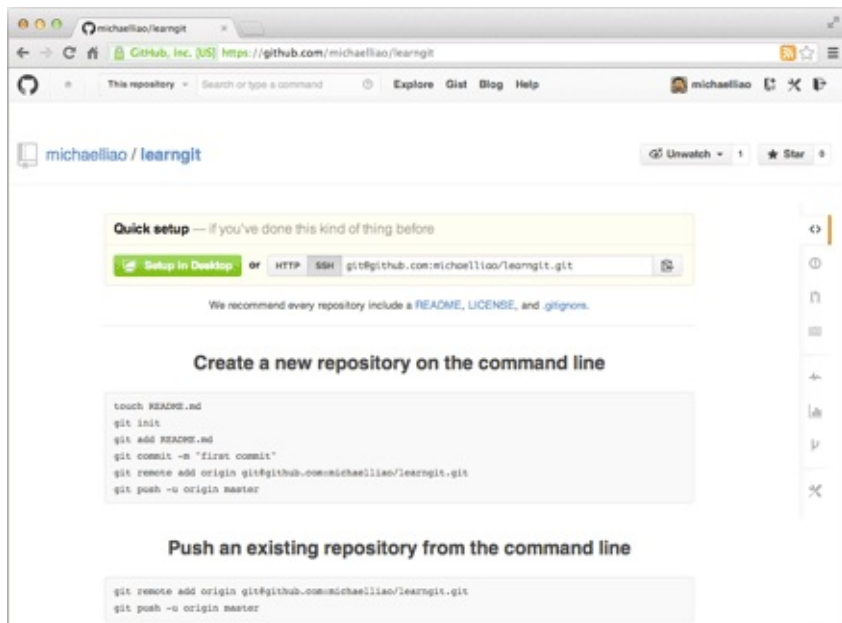 michaelliao/learngit
GitHub, Inc. [US] https://github.com/michaelliao/learngit
This repository Search or type a command Explore Gist Blog Help michaelliao
michaelliao / learngit Unwatch 1 Star 0
Quick setup — if you've done this kind of thing before
Setup in Desktop or HTTP SSH git@github.com:michaelliao/learngit.git
We recommend every repository include a README, LICENSE, and .gitignore.
Create a new repository on the command line
touch README.md
git init
git add README.md
git commit -m "first commit"
git remote add origin git@github.com:michaelliao/learngit.git
git push -u origin master
Push an existing repository from the command line
git remote add origin git@github.com:michaelliao/learngit.git
git push -u origin master